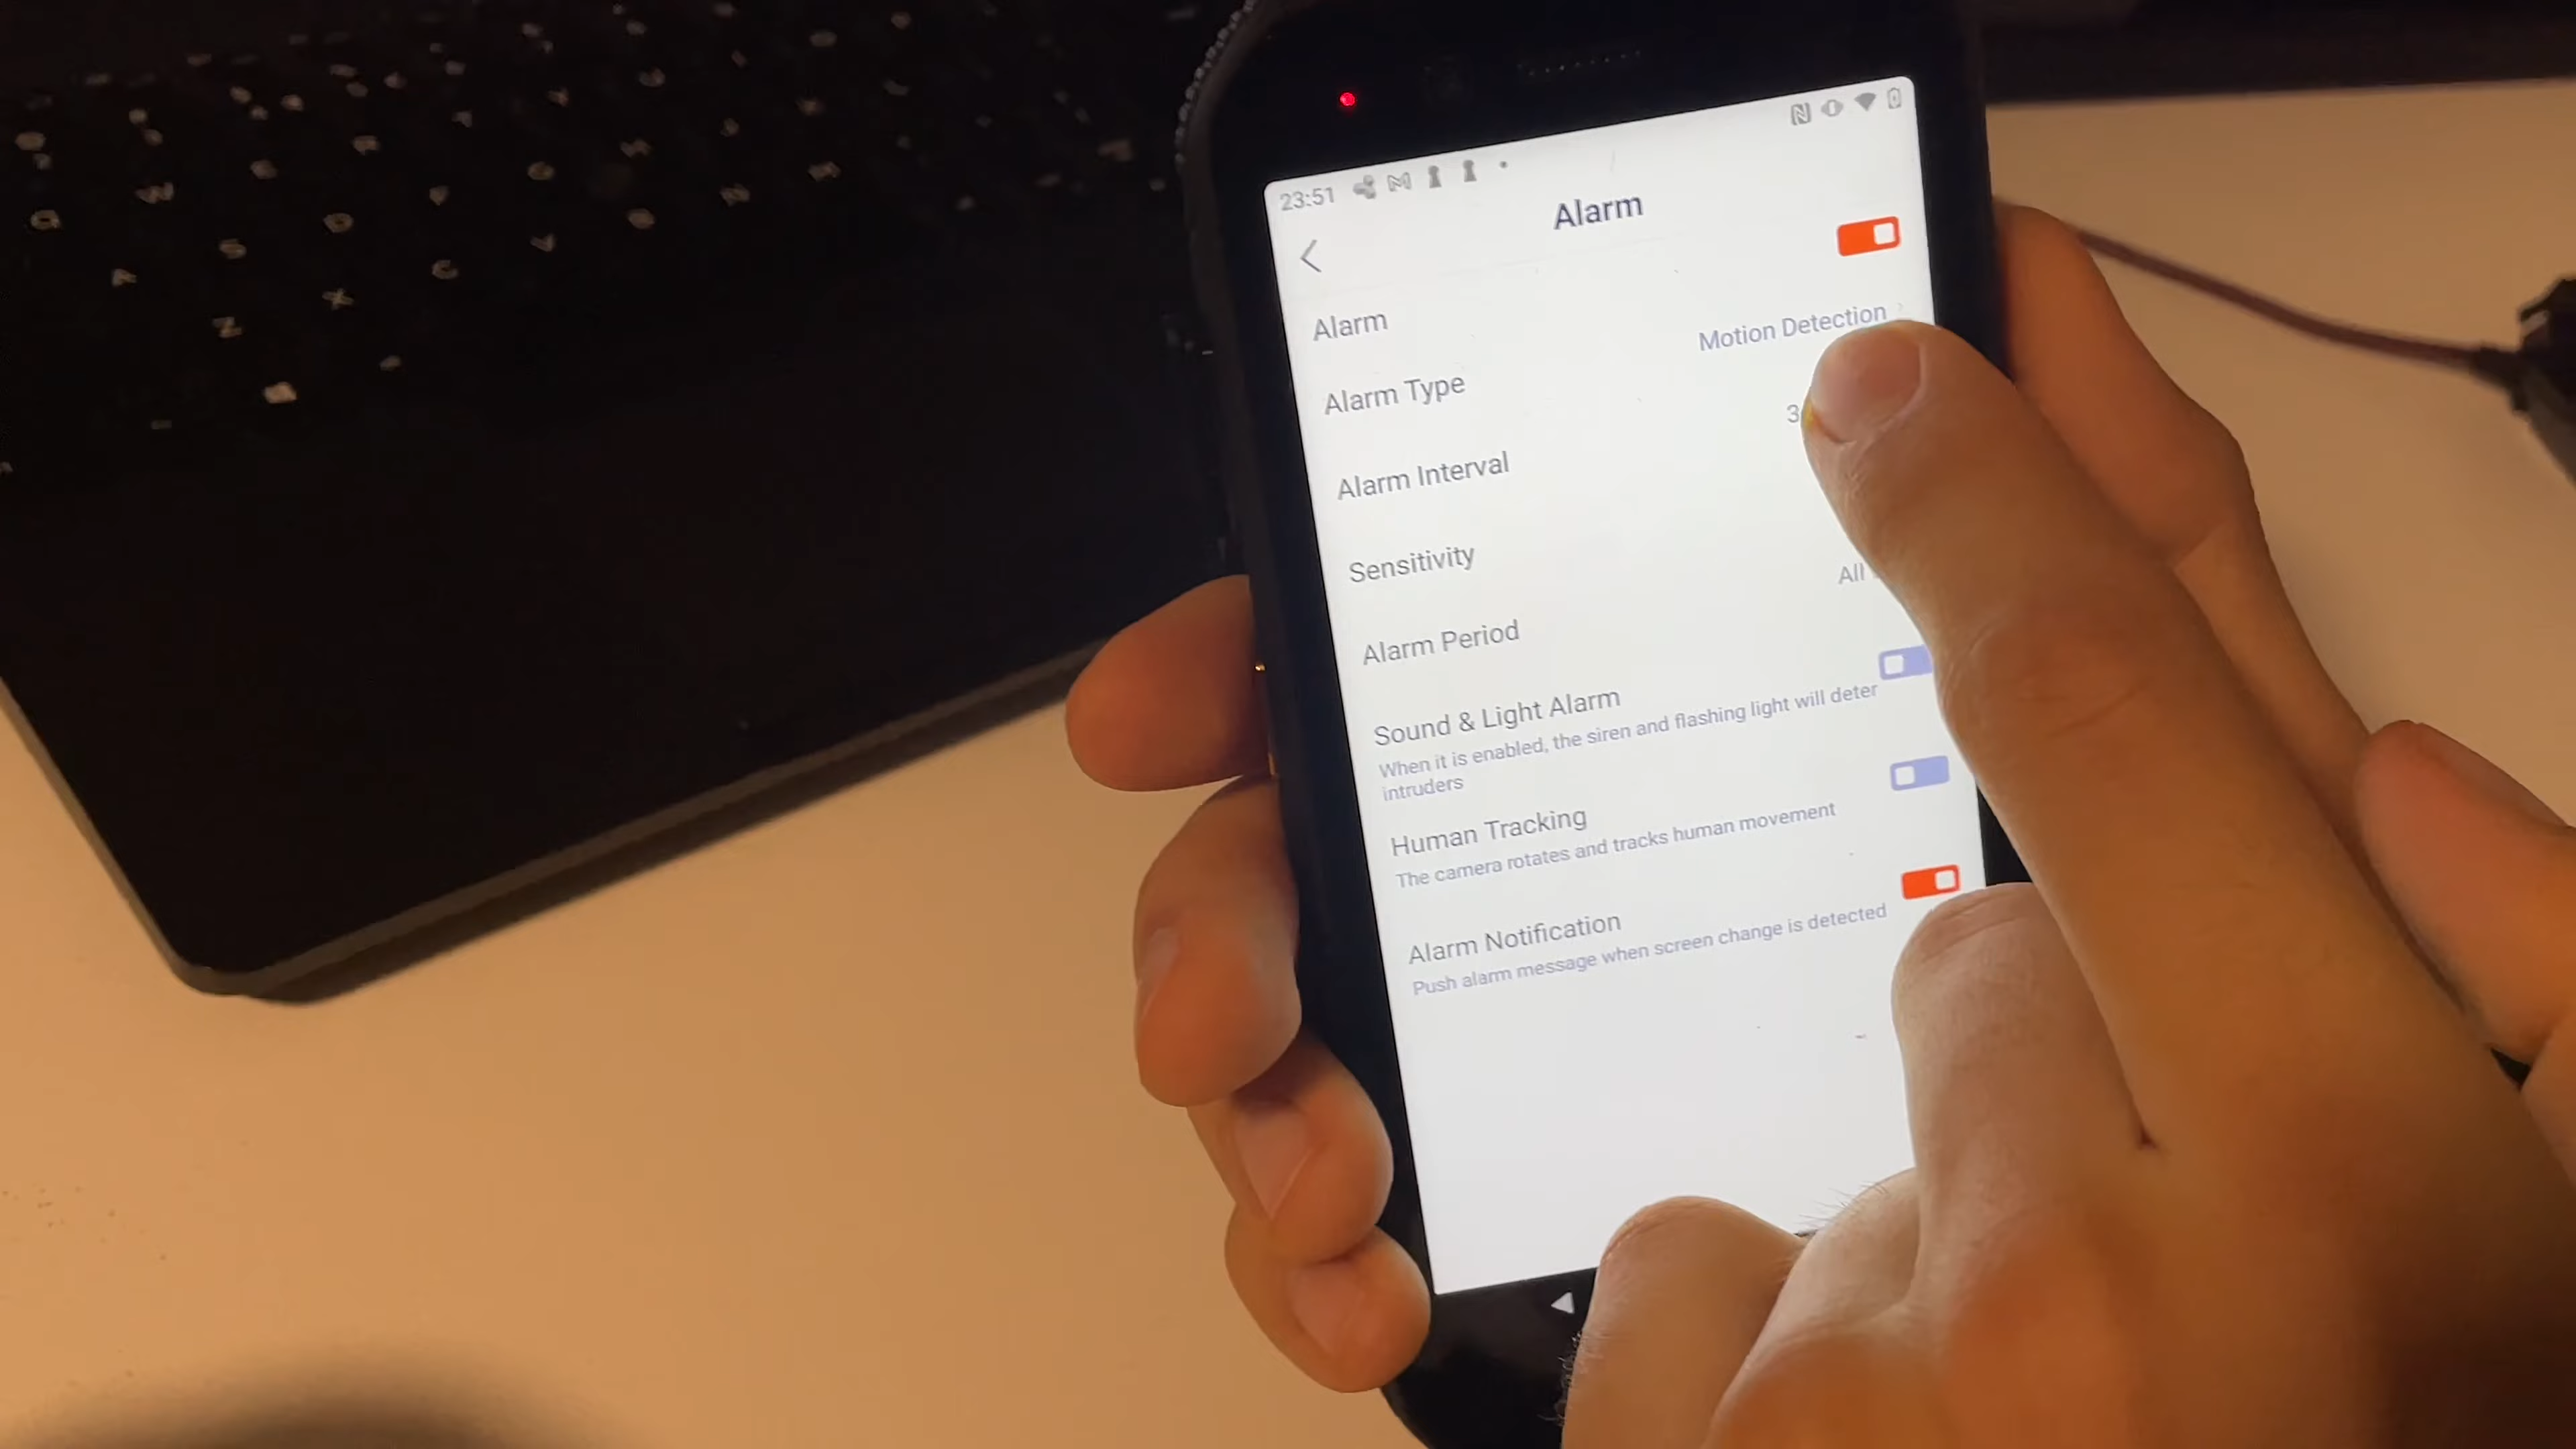 23:51
Alarm
Alarm
Alarm Type
Motion Detection
Alarm Interval
3
Sensitivity
Alarm Period
All
Sound & Light Alarm
When it is enabled, the siren and flashing light will deter
intruders
Human Tracking
The camera rotates and tracks human movement
Alarm Notification
Push alarm message when screen change is detected
Q
W
A
S
D
Z
X
C
V
N
M